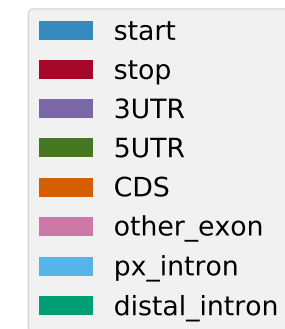 start
stop
3UTR
5UTR
CDS
other_exon
px_intron
distal_intron